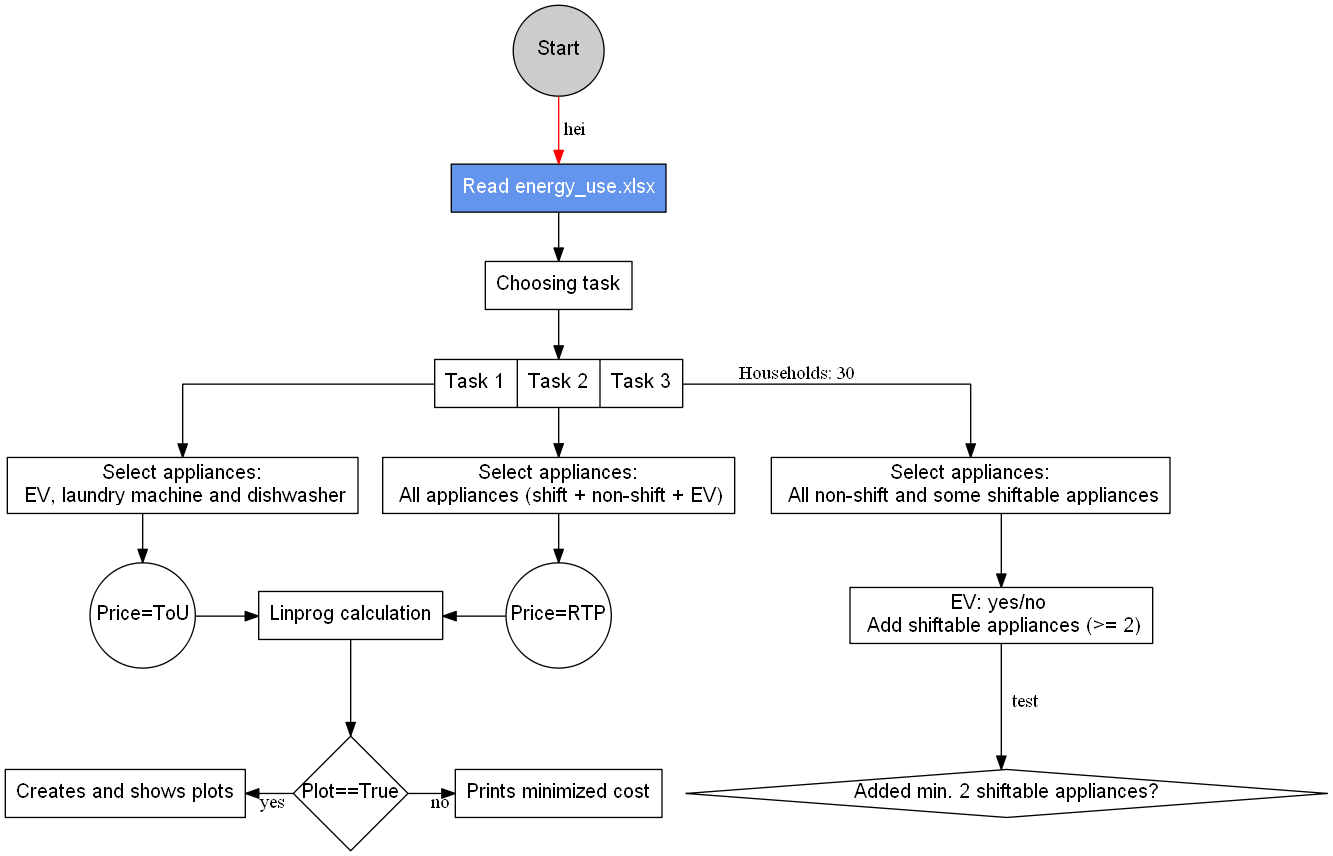 Start
hei
Read energy_use.xlsx
Choosing task
Task 1
Task 2
Task 3
Households: 30
Select appliances:
EV, laundry machine and dishwasher
Select appliances:
All appliances (shift + non-shift + EV)
Select appliances:
All non-shift and some shiftable appliances
Price=ToU
Linprog calculation
Price=RTP
EV: yes/no
Add shiftable appliances (>= 2)
test
Creates and shows plots
yes
Plot==True
no
Prints minimized cost
Added min. 2 shiftable appliances?